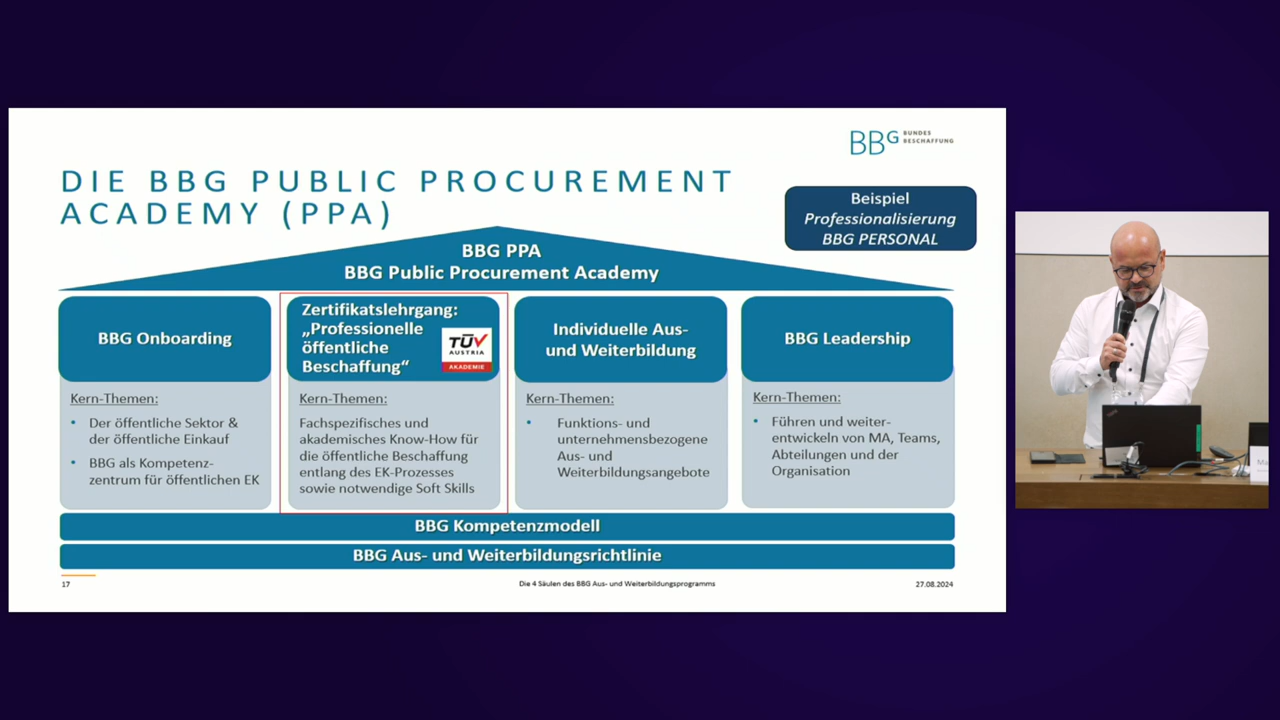 BBG BUNDES
BESCHAFFUNG
DIE BBG PUBLIC PROCUREMENT
ACADEMY (PPA)
Beispiel
Professionalisierung
BBG PERSONAL
BBG PPA
BBG Public Procurement Academy
BBG Onboarding
Kern-Themen:
• Der öffentliche Sektor &
der öffentliche Einkauf
• BBG als Kompetenz-
zentrum für öffentlichen EK
Zertifikatslehrgang:
„Professionelle
öffentliche
Beschaffung“
TÜV
AUSTRIA
AKADEMIE
Kern-Themen:
Fachspezifisches und
akademisches Know-How für
die öffentliche Beschaffung
entlang des EK-Prozesses
sowie notwendige Soft Skills
Individuelle Aus-
und Weiterbildung
Kern-Themen:
• Funktions- und
unternehmensbezogene
Aus- und
Weiterbildungsangebote
BBG Leadership
Kern-Themen:
• Führen und weiter-
entwickeln von MA, Teams,
Abteilungen und der
Organisation
BBG Kompetenzmodell
BBG Aus- und Weiterbildungsrichtlinie
17
Die 4 Säulen des BBG Aus- und Weiterbildungsprogramms
27.08.2024